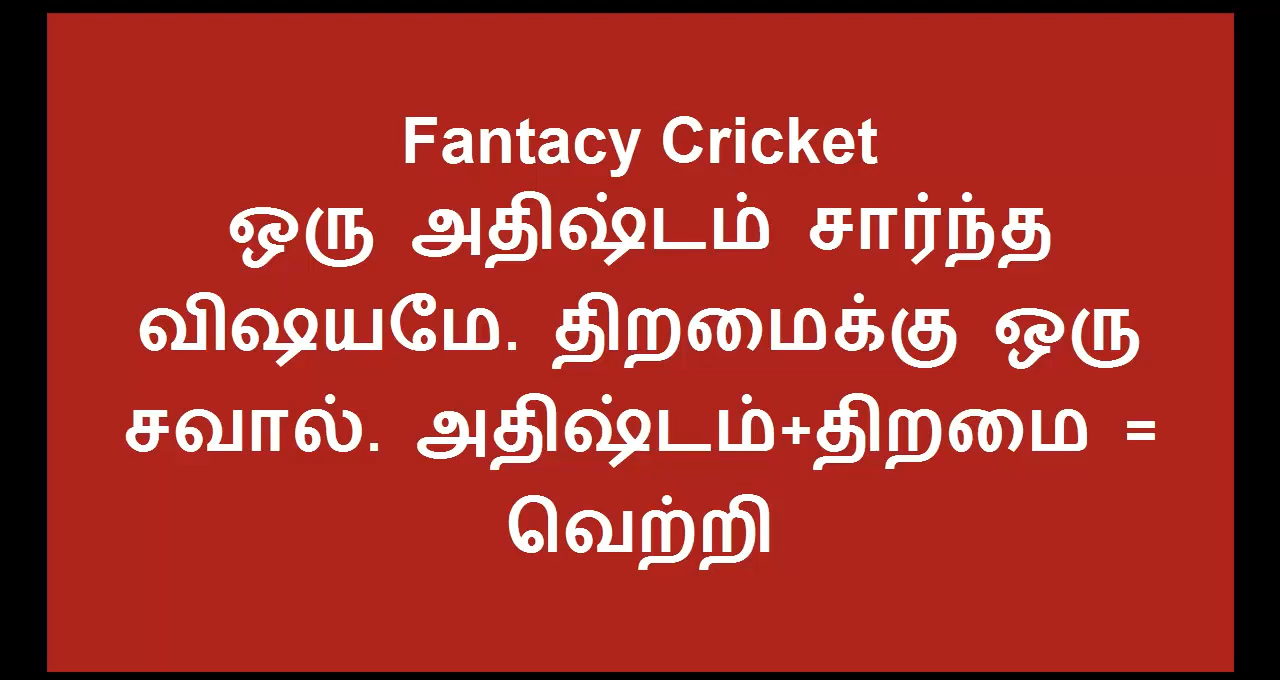 Fantacy Cricket
ஒரு அதிஷ்டம் சார்ந்த
விஷயமே. திறமைக்கு ஒரு
சவால். அதிஷ்டம்+திறமை =
வெற்றி